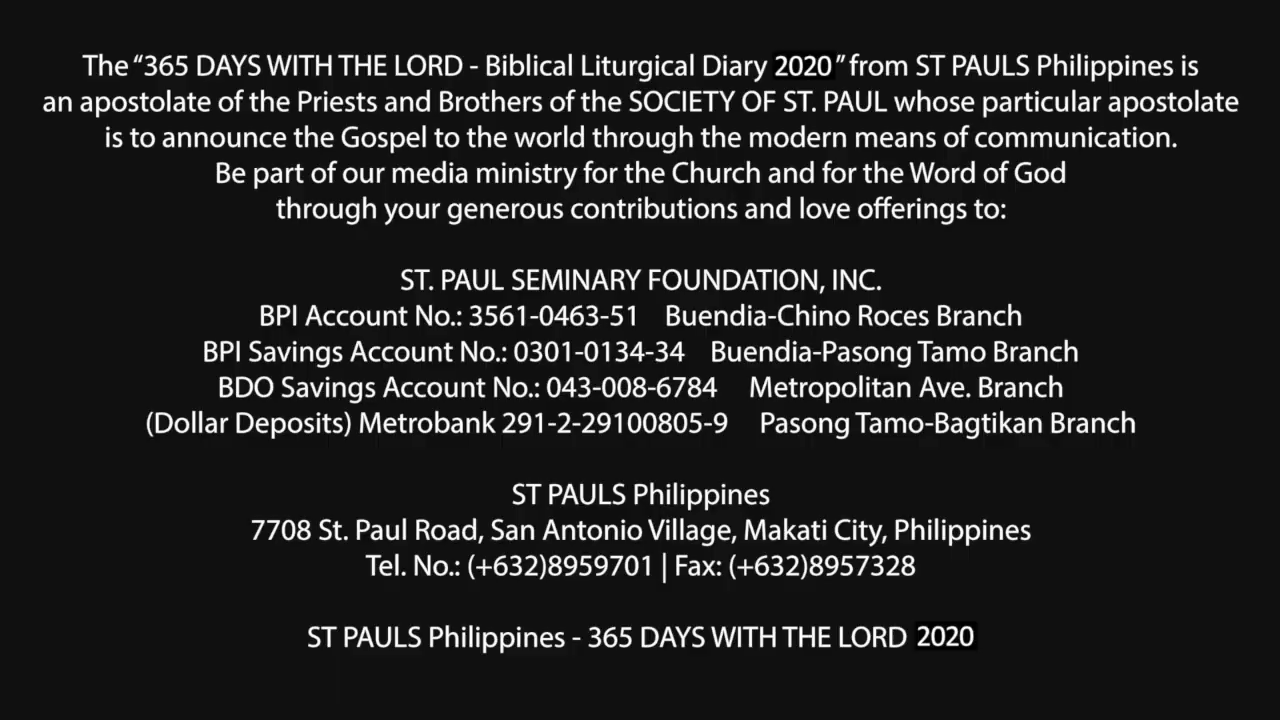 The “365 DAYS WITH THE LORD - Biblical Liturgical Diary 2020” from ST PAULS Philippines is
an apostolate of the Priests and Brothers of the SOCIETY OF ST. PAUL whose particular apostolate
is to announce the Gospel to the world through the modern means of communication.
Be part of our media ministry for the Church and for the Word of God
through your generous contributions and love offerings to:
ST. PAUL SEMINARY FOUNDATION, INC.
BPI Account No.: 3561-0463-51 Buendia-Chino Roces Branch
BPI Savings Account No.: 0301-0134-34 Buendia-Pasong Tamo Branch
BDO Savings Account No.: 043-008-6784 Metropolitan Ave. Branch
(Dollar Deposits) Metrobank 291-2-29100805-9 Pasong Tamo-Bagtikan Branch
ST PAULS Philippines
7708 St. Paul Road, San Antonio Village, Makati City, Philippines
Tel. No.: (+632)8959701 | Fax: (+632)8957328
ST PAULS Philippines - 365 DAYS WITH THE LORD 2020